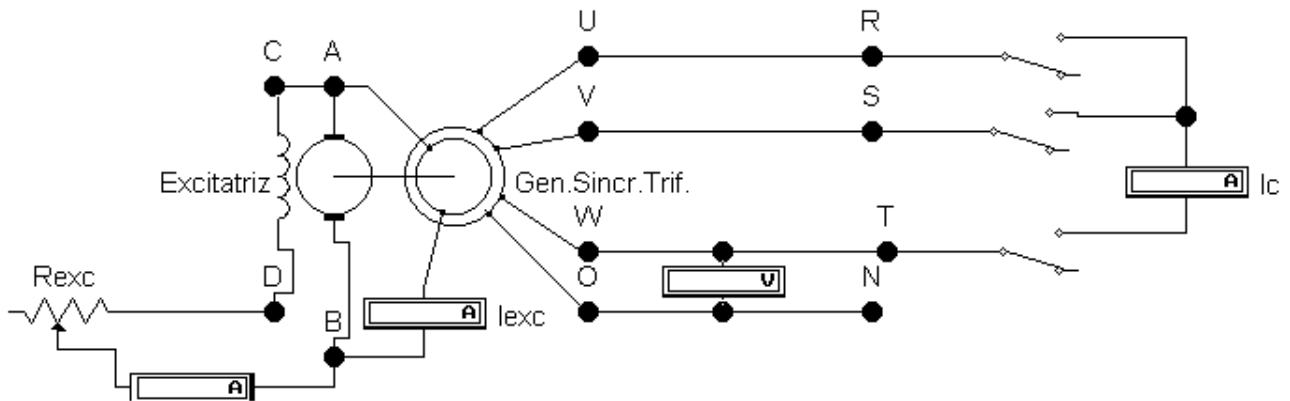 U R
C A
V S
Excitatriz Gen.Sincr.Trif.
A Ic
W T
Rexc D O V N
B A Iexc
A